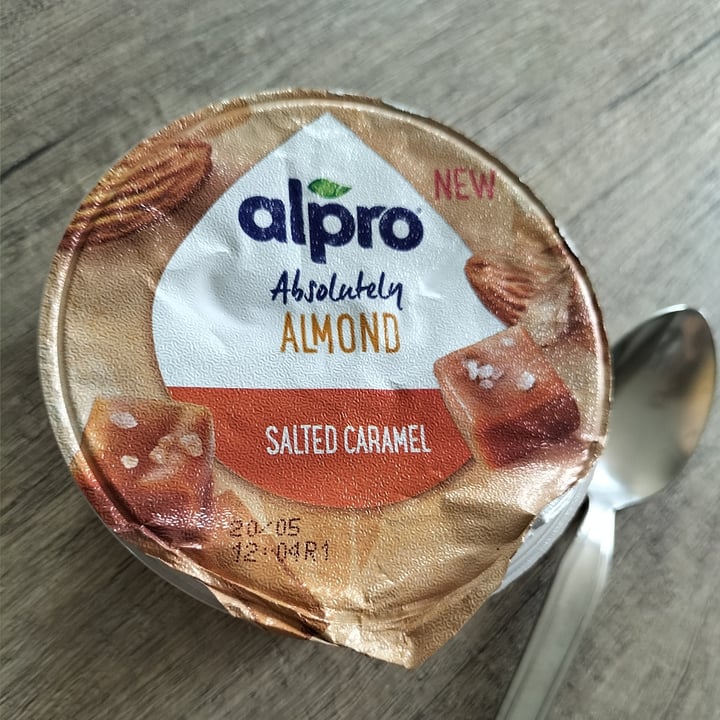 NEW
alpro
Absolutely
ALMOND
SALTED CARAMEL
20/05
12:04R1